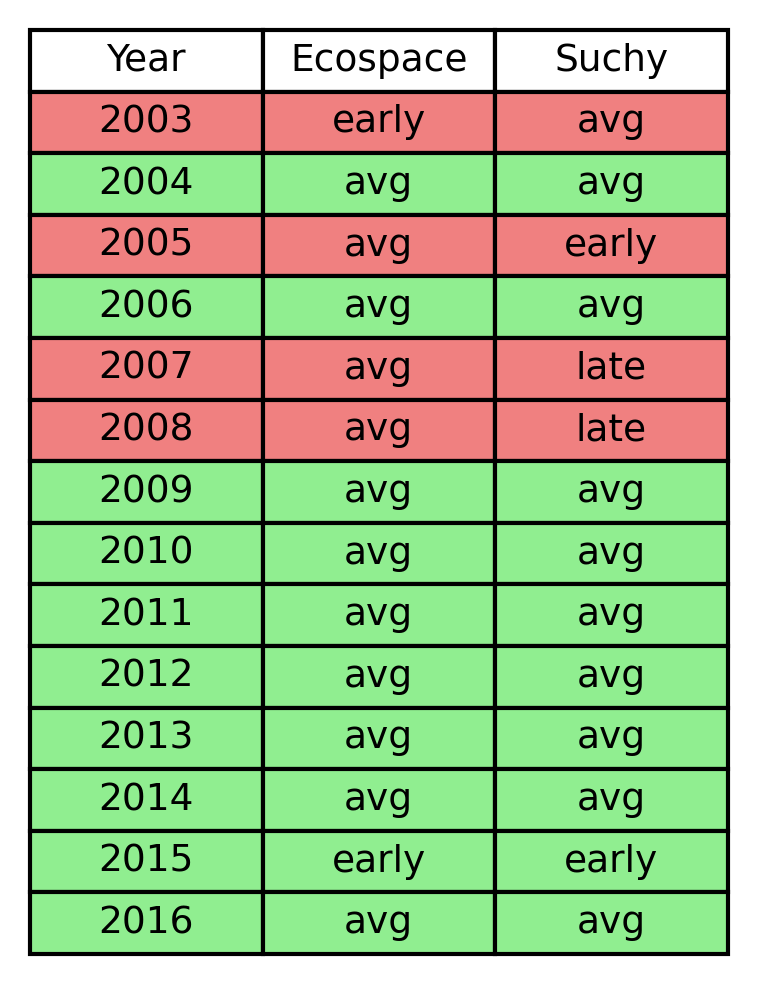 Year Ecospace Suchy
2003 early avg
2004 avg avg
2005 avg early
2006 avg avg
2007 avg late
2008 avg late
2009 avg avg
2010 avg avg
2011 avg avg
2012 avg avg
2013 avg avg
2014 avg avg
2015 early early
2016 avg avg